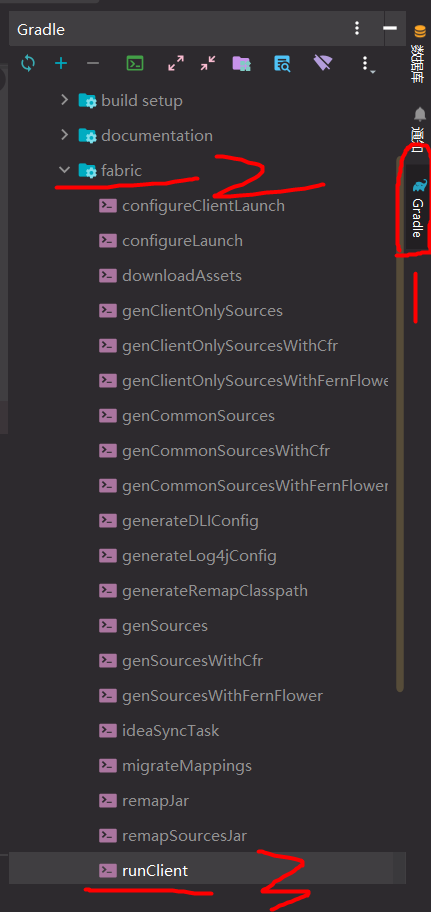 Gradle
数据库
build setup
通知
documentation
fabric
2
Gradle
configureClientLaunch
1
configureLaunch
downloadAssets
genClientOnlySources
genClientOnlySourcesWithCfr
genClientOnlySourcesWithFernFlowe
genCommonSources
genCommonSourcesWithCfr
genCommonSourcesWithFernFlower
generateDLIConfig
generateLog4jConfig
generateRemapClasspath
genSources
genSourcesWithCfr
genSourcesWithFernFlower
ideaSyncTask
migrateMappings
remapJar
remapSourcesJar
runClient
3